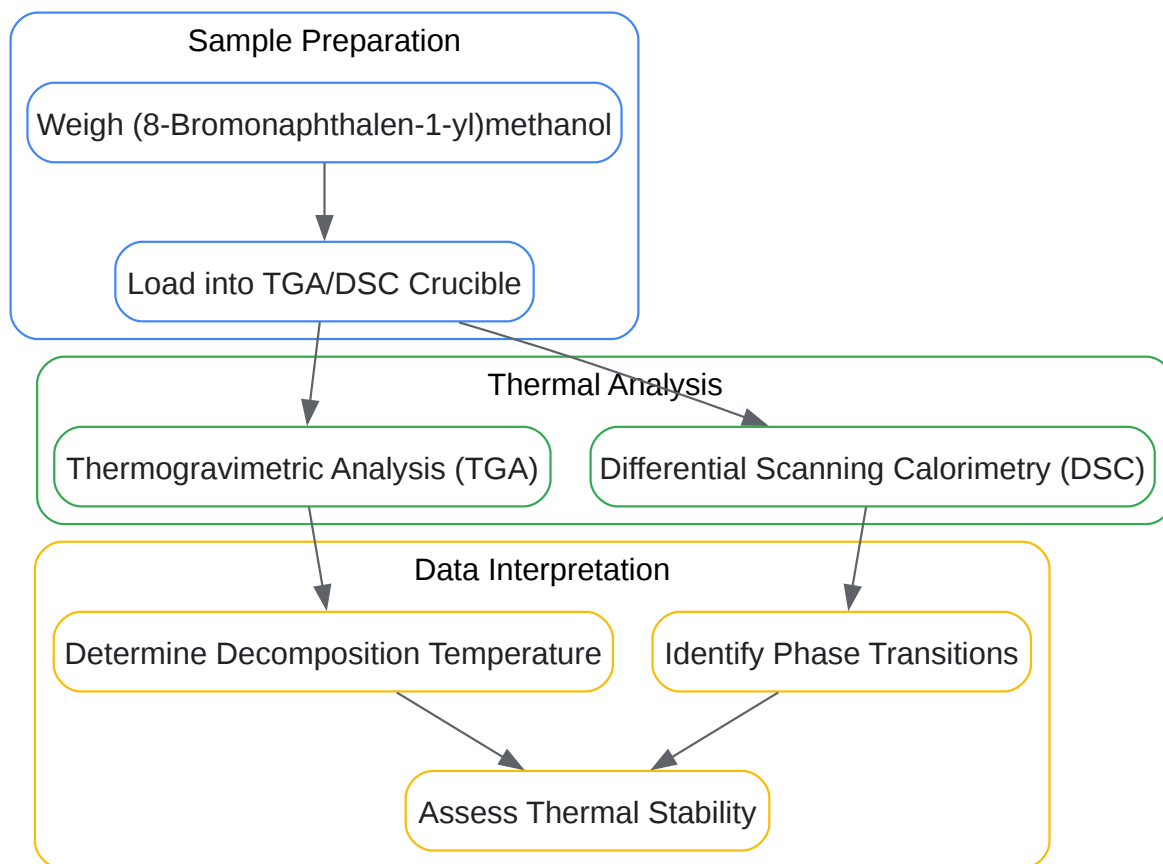 Sample Preparation
Weigh (8-Bromonaphthalen-1-yl)methanol
Load into TGA/DSC Crucible
Thermal Analysis
Thermogravimetric Analysis (TGA)
Differential Scanning Calorimetry (DSC)
Data Interpretation
Determine Decomposition Temperature
Identify Phase Transitions
Assess Thermal Stability